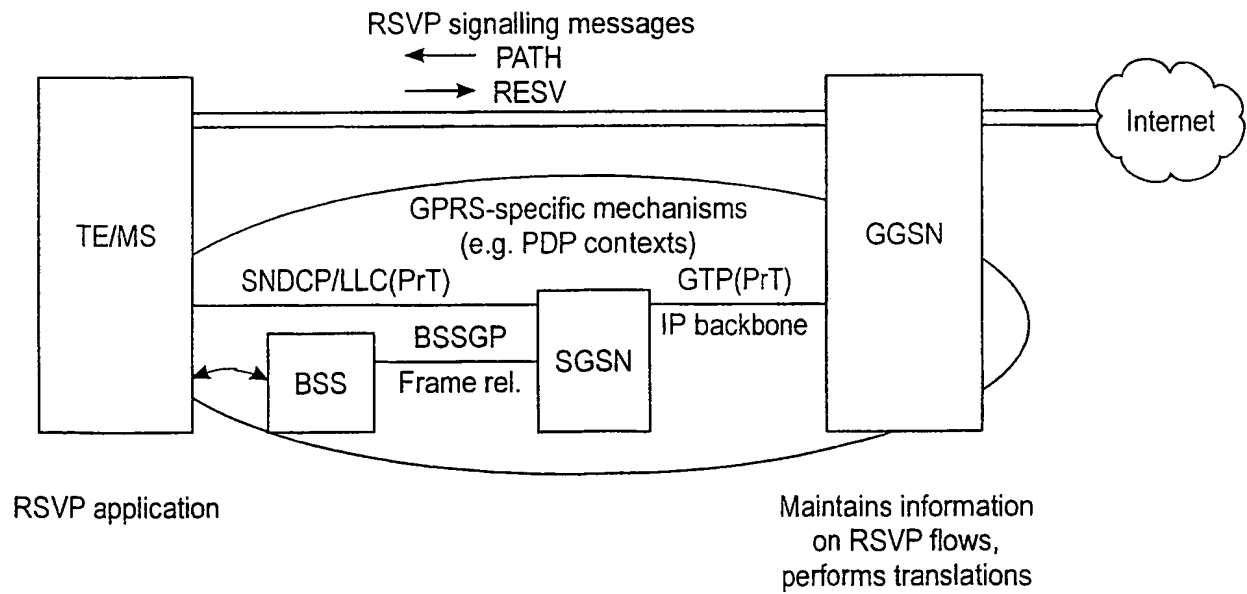 RSVP signalling messages
PATH
RESV
Internet
TE/MS
GPRS-specific mechanisms
(e.g. PDP contexts)
GGSN
SNDCP/LLC(PrT)
GTP(PrT)
IP backbone
BSSGP
SGSN
BSS
Frame rel.
RSVP application
Maintains information
on RSVP flows,
performs translations